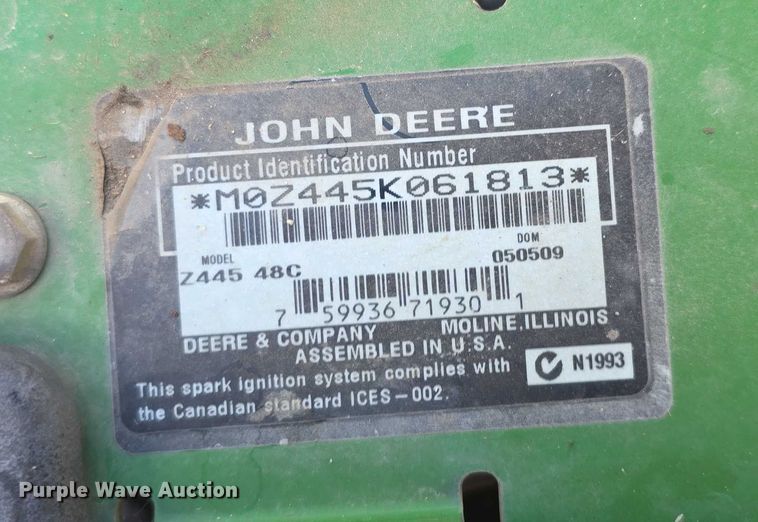 JOHN DEERE
Product Identification Number
*M0Z445K061813*
MODEL DOM
Z445 48C 050509
7 59936 71930 1
DEERE & COMPANY MOLINE, ILLINOIS
ASSEMBLED IN U.S.A.
This spark ignition system complies with
the Canadian standard ICES-002.
N1993
Purple Wave Auction